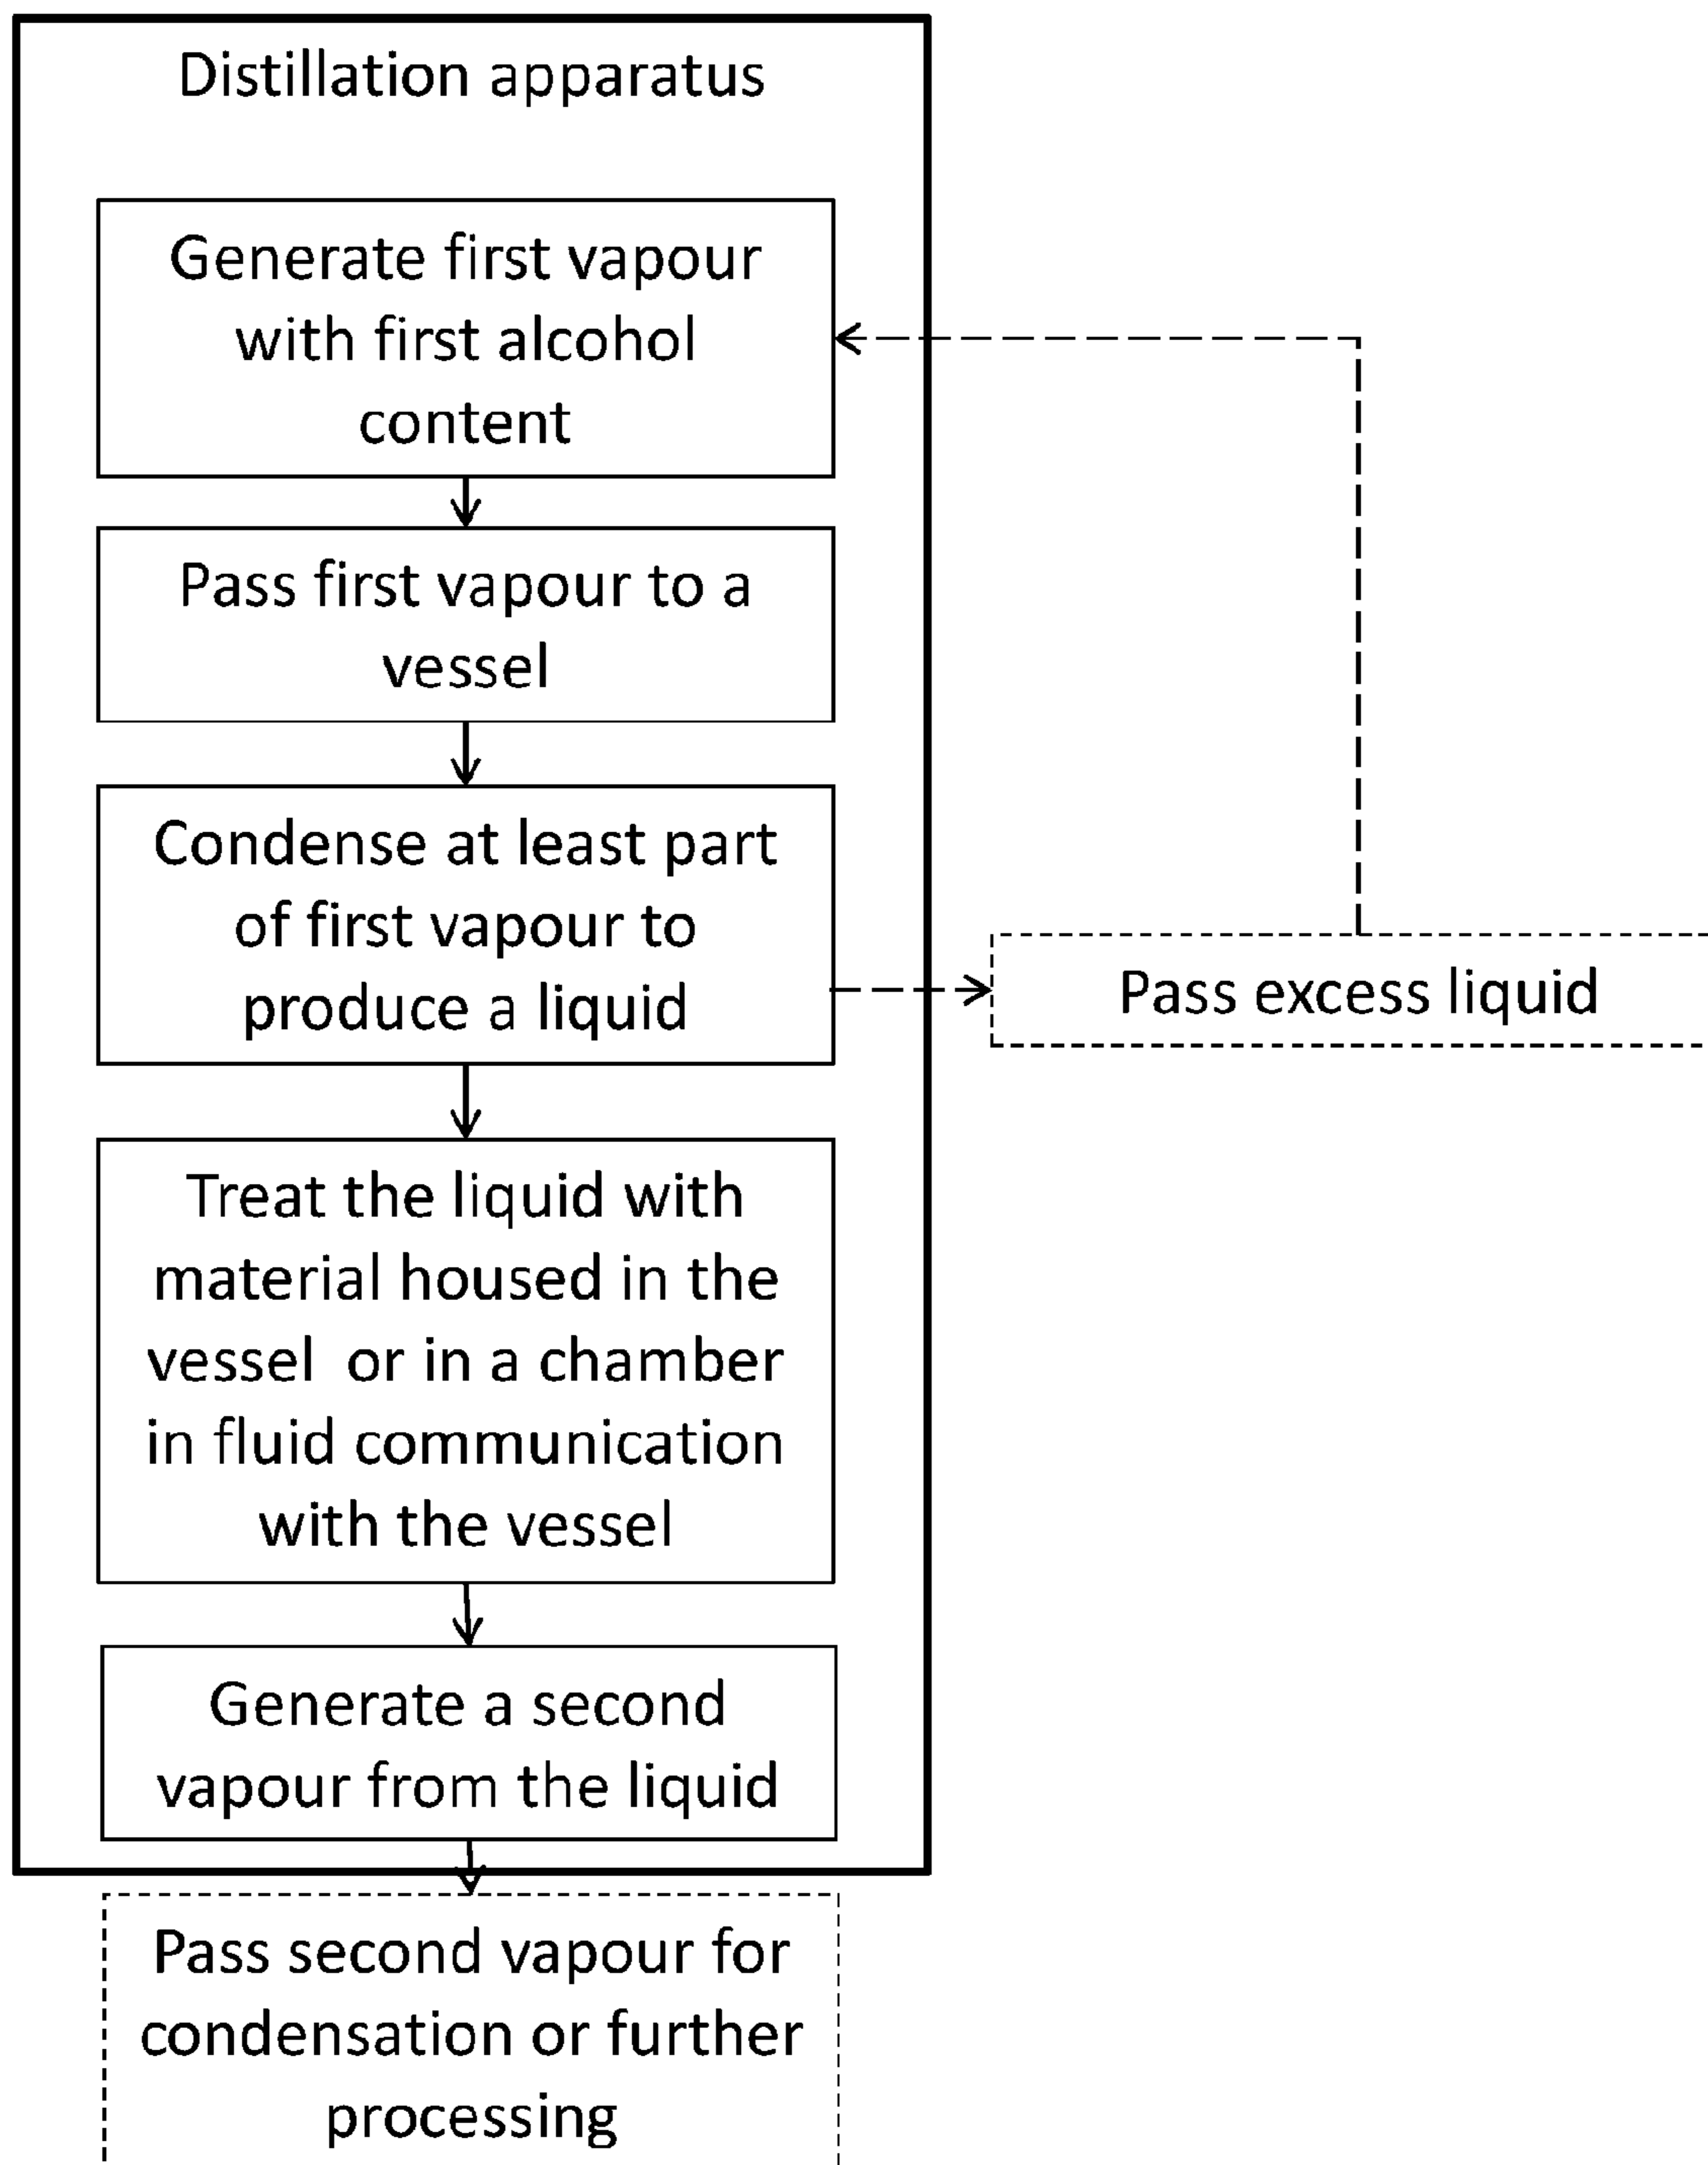 Distillation apparatus
Generate first vapour
with first alcohol
content
Pass first vapour to a
vessel
Condense at least part
of first vapour to
produce a liquid
Pass excess liquid
Treat the liquid with
material housed in the
vessel or in a chamber
in fluid communication
with the vessel
Generate a second
vapour from the liquid
Pass second vapour for
condensation or further
processing